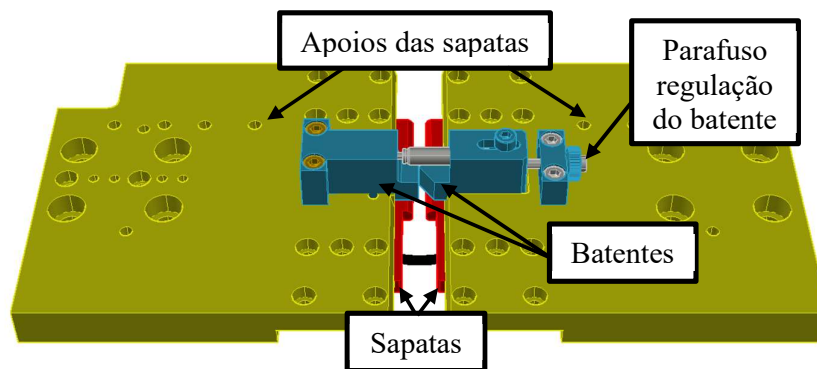 Apoios das sapatas
Parafuso
regulação
do batente
Batentes
Sapatas